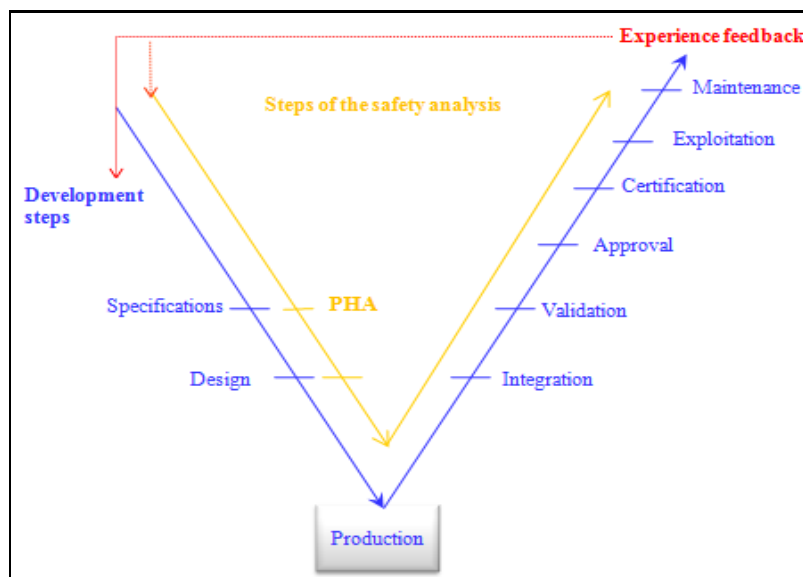 Experience feedback
Steps of the safety analysis
Maintenance
Exploitation
Certification
Development
steps
Approval
Specifications
PHA
Validation
Design
Integration
Production